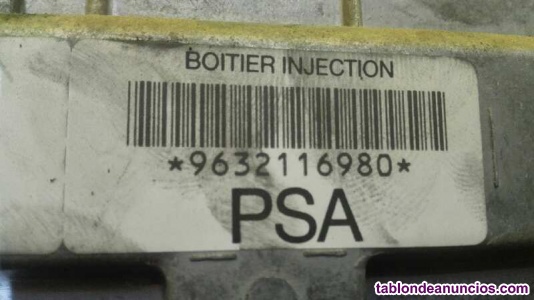 BOITIER INJECTION
*9632116980*
PSA
tablondeanuncios.com